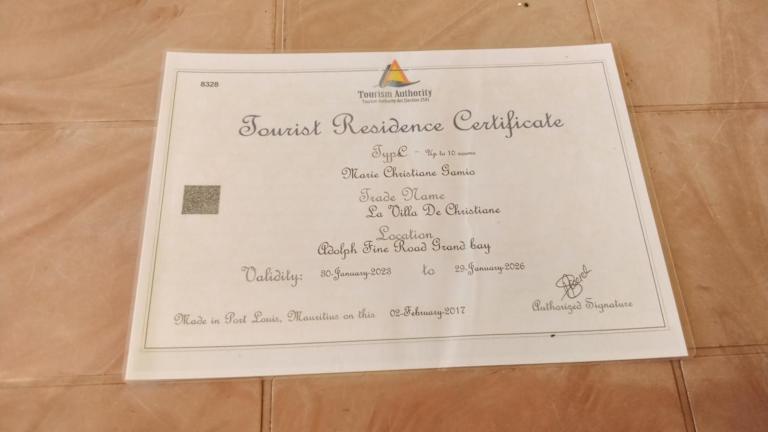 8328
Tourism Authority
Tourist Residence Certificate
Type C - Up to 10 rooms
Marie Christiane Gamio
Trade Name
La Villa De Christiane
Location
Adolph Fine Road Grand bay
Validity: 30-January-2023 to 29-January-2026
Authorized Signature
Made in Port Louis, Mauritius on this 02-February-2017